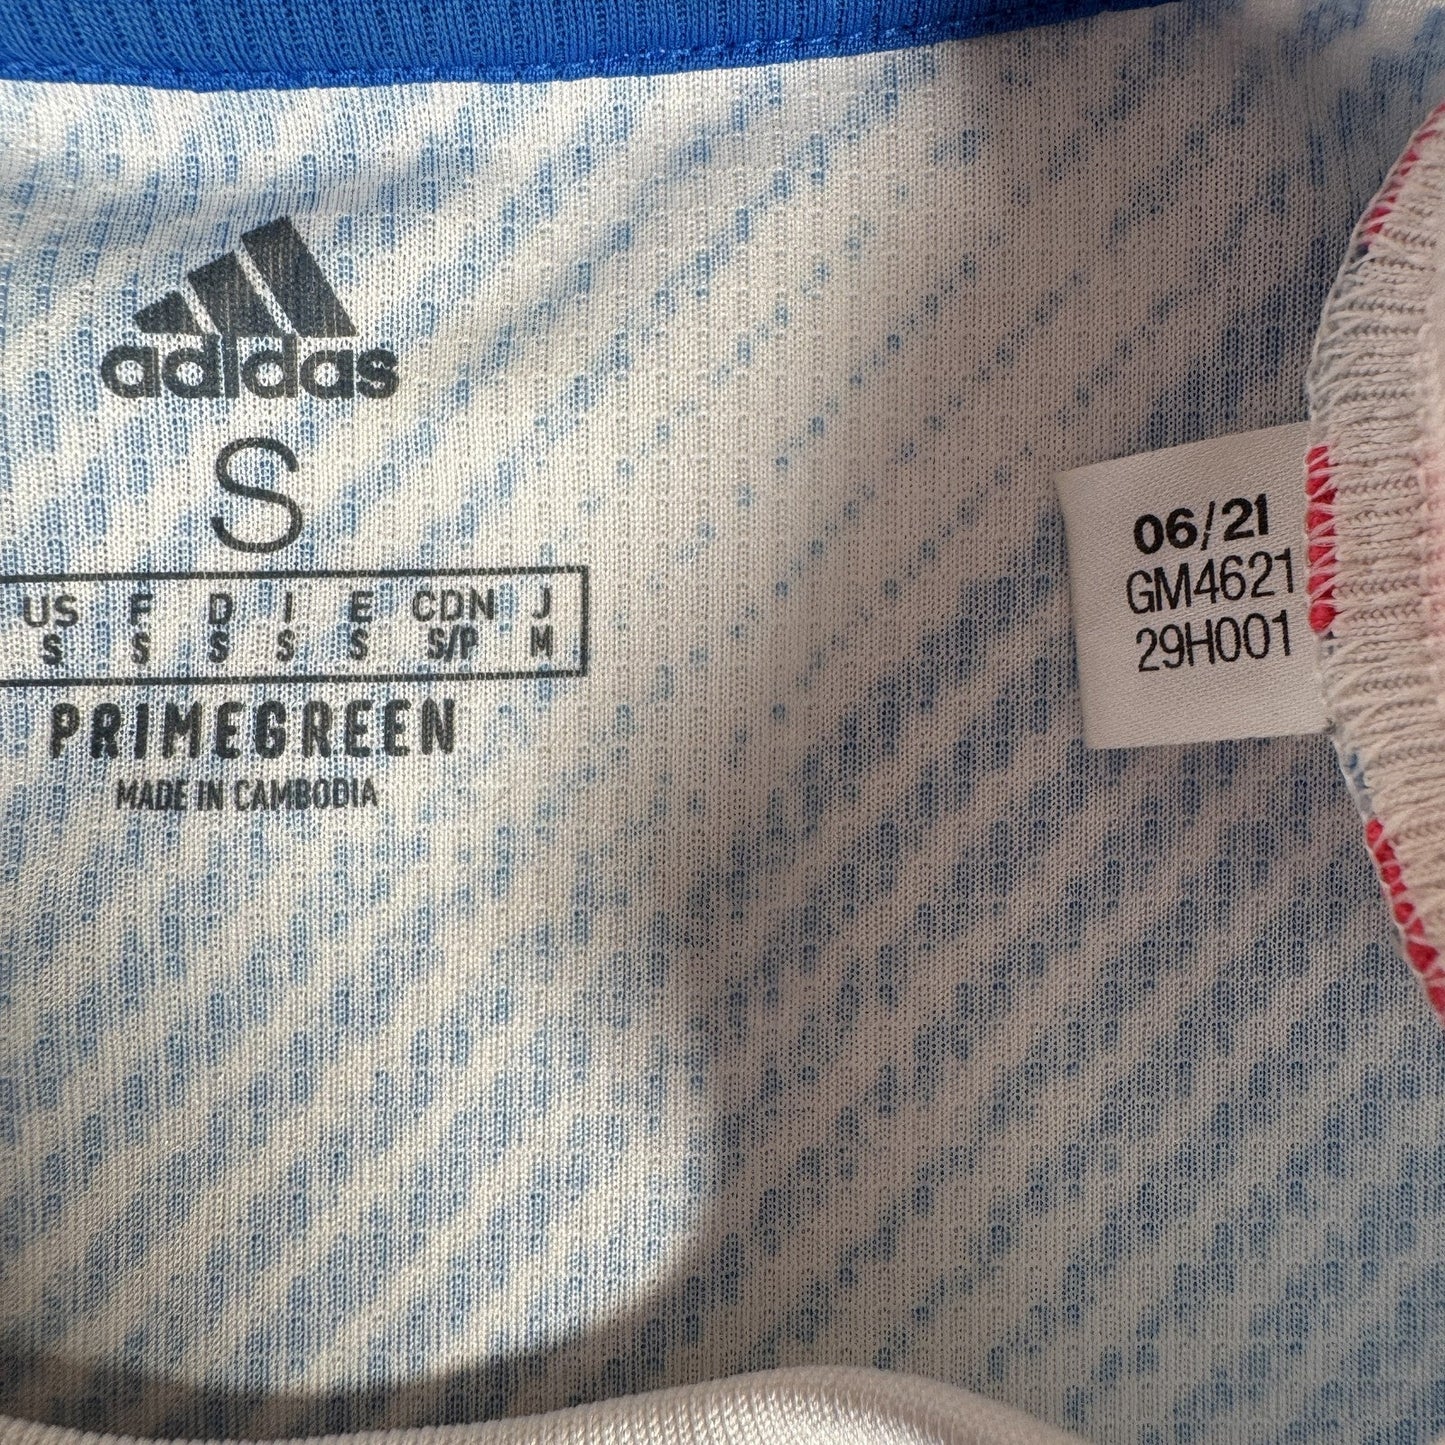 adidas
S
US F D I E CDN J
S S S S S S/P M
PRIMEGREEN
MADE IN CAMBODIA
06/21
GM4621
29H001